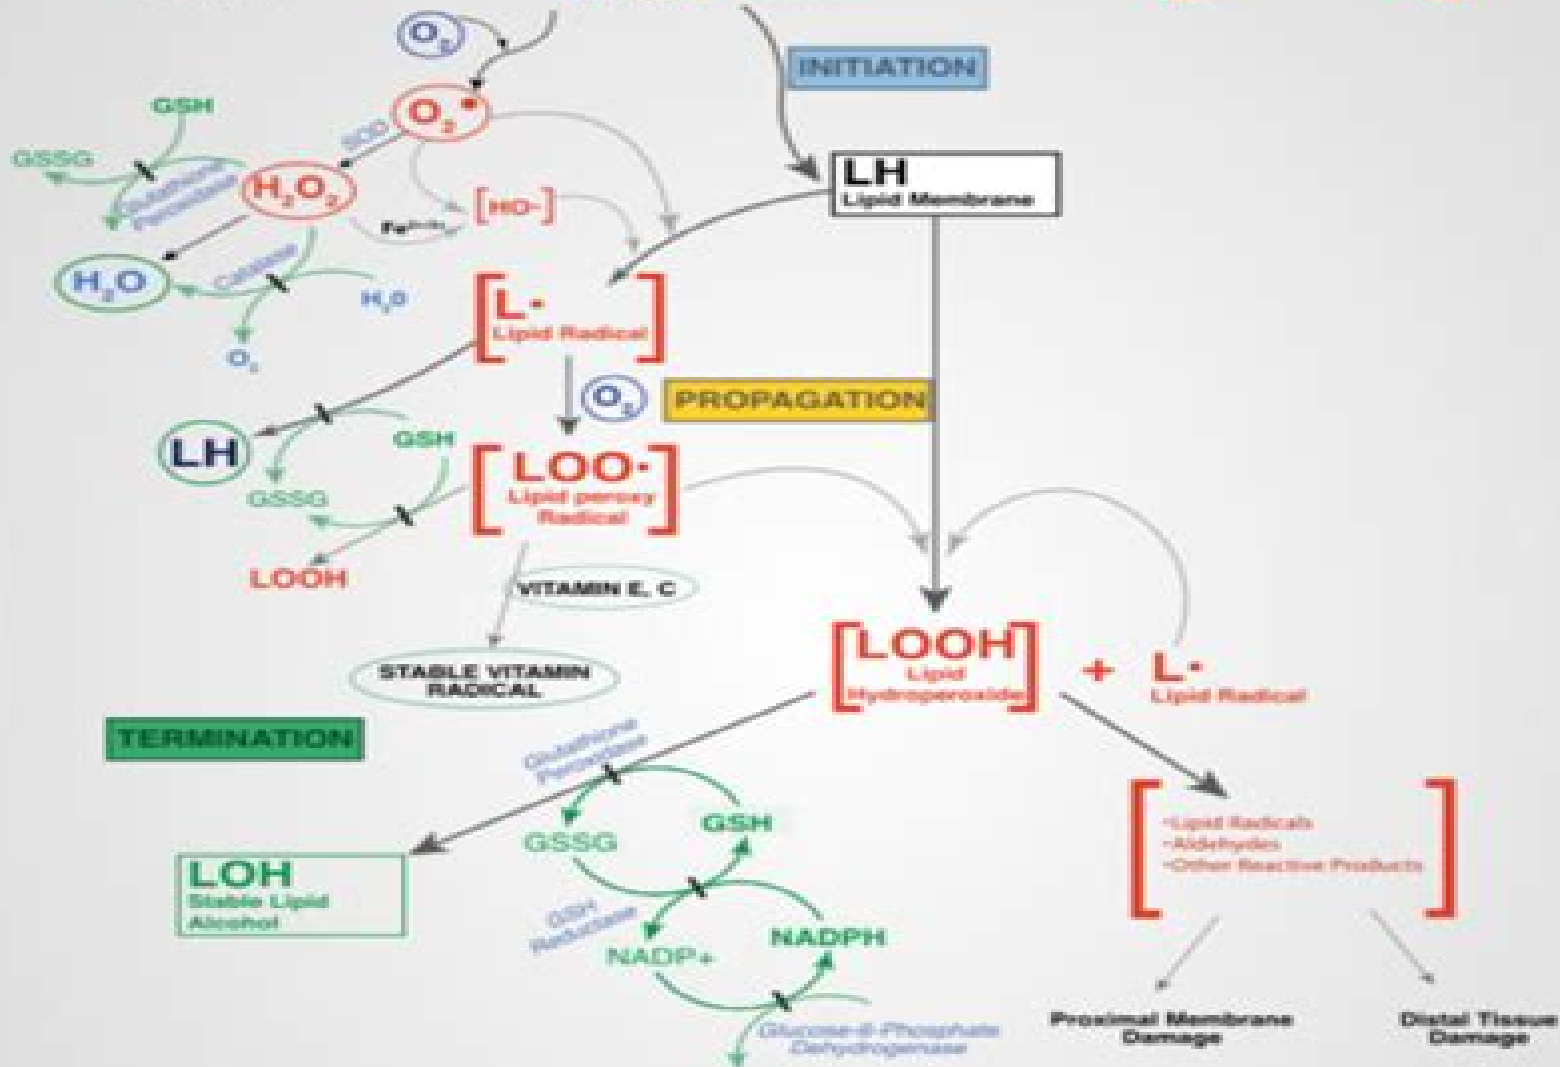 O₂
INITIATION
O₂•
GSH
SOD
GSSG
LH
Lipid Membrane
Glutathione
Peroxidase
H₂O₂
[HO·]
H₂O
Catalase
H₂0
L·
Lipid Radical
O₂
O₂
PROPAGATION
LH
GSH
LOO·
Lipid peroxy
Radical
GSSG
LOOH
VITAMIN E, C
STABLE VITAMIN
RADICAL
[LOOH]
Lipid
Hydroperoxide
+ L·
Lipid Radical
TERMINATION
Glutathione
Peroxidase
GSH
GSSG
•Lipid Radicals
•Aldehydes
•Other Reactive Products
LOH
Stable Lipid
Alcohol
GSH
Reductase
NADPH
NADP+
Glucose-6-Phosphate
Dehydrogenase
Proximal Membrane
Damage
Distal Tissue
Damage